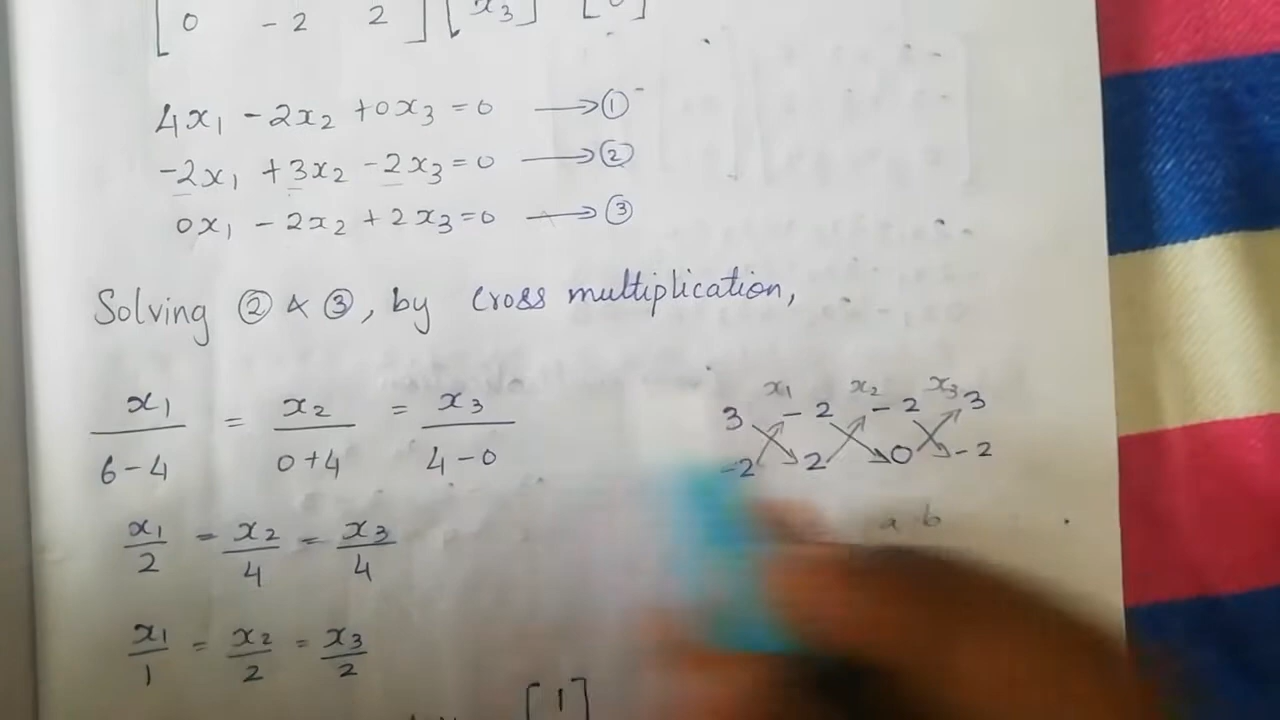 0 -2 2 x₃
4x₁ - 2x₂ + 0x₃ = 0 ⟶ ①
-2x₁ + 3x₂ - 2x₃ = 0 ⟶ ②
0x₁ - 2x₂ + 2x₃ = 0 ⟶ ③
Solving ② & ③, by cross multiplication,
x₁/6-4 = x₂/0+4 = x₃/4-0
x₁ x₂ x₃
3 -2 -2 3
-2 2 0 -2
a b
x₁/2 = x₂/4 = x₃/4
x₁/1 = x₂/2 = x₃/2
1